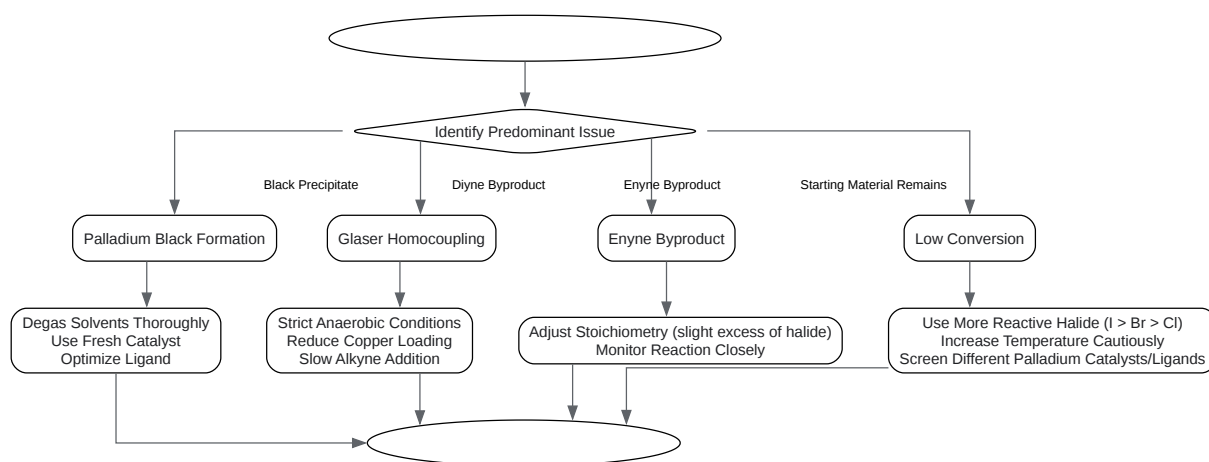 Identify Predominant Issue
Black Precipitate
Diyne Byproduct
Enyne Byproduct
Starting Material Remains
Palladium Black Formation
Glaser Homocoupling
Enyne Byproduct
Low Conversion
Degas Solvents Thoroughly
Use Fresh Catalyst
Optimize Ligand
Strict Anaerobic Conditions
Reduce Copper Loading
Slow Alkyne Addition
Adjust Stoichiometry (slight excess of halide)
Monitor Reaction Closely
Use More Reactive Halide (I > Br > Cl)
Increase Temperature Cautiously
Screen Different Palladium Catalysts/Ligands